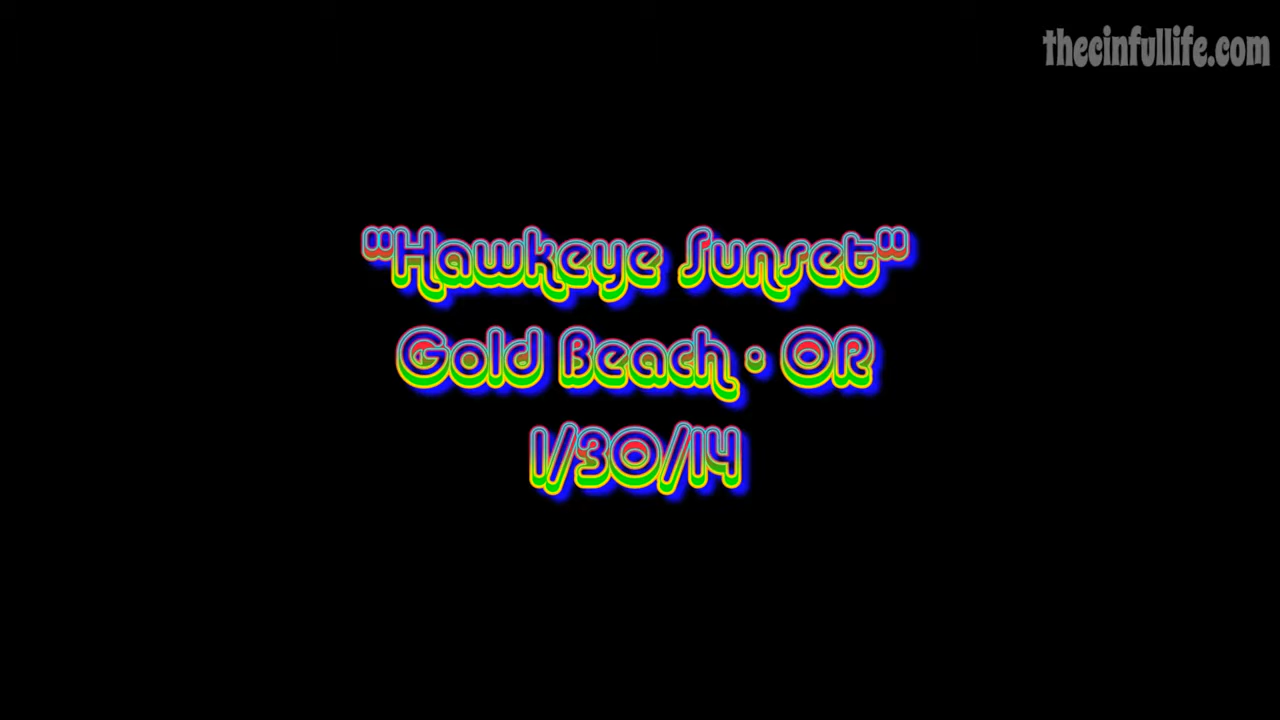 thecinfullife.com
"Hawkeye Sunset"
Gold Beach • OR
1/30/14